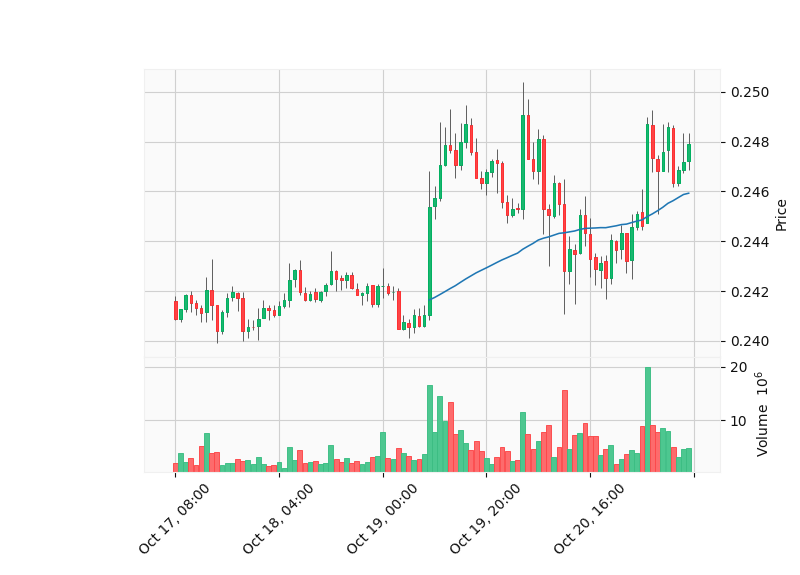 0.250
0.248
0.246
0.244
0.242
0.240
Price
20
10
Volume 10^6
Oct 17, 08:00
Oct 18, 04:00
Oct 19, 00:00
Oct 19, 20:00
Oct 20, 16:00